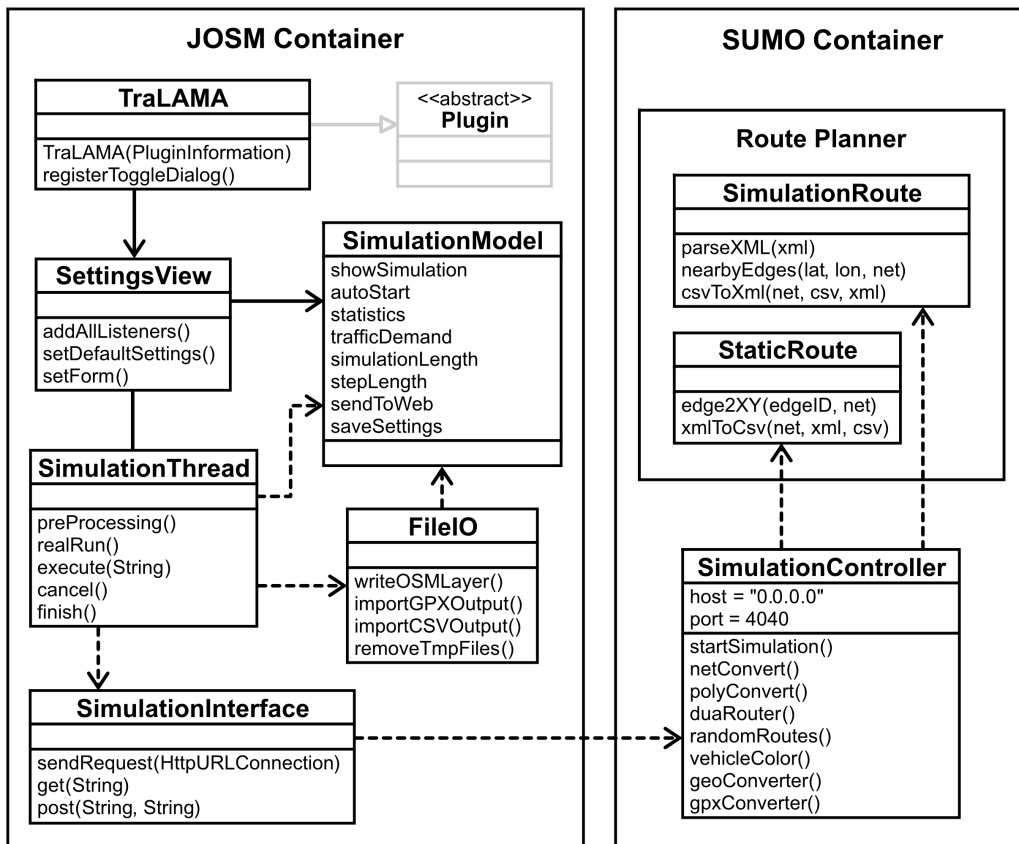 JOSM Container
TraLAMA
TraLAMA(PluginInformation)
registerToggleDialog()
<<abstract>>
Plugin
SettingsView
addAllListeners()
setDefaultSettings()
setForm()
SimulationModel
showSimulation
autoStart
statistics
trafficDemand
simulationLength
stepLength
sendToWeb
saveSettings
SimulationThread
preProcessing()
realRun()
execute(String)
cancel()
finish()
FileIO
writeOSMLayer()
importGPXOutput()
importCSVOutput()
removeTmpFiles()
SimulationInterface
sendRequest(HttpURLConnection)
get(String)
post(String, String)
SUMO Container
Route Planner
SimulationRoute
parseXML(xml)
nearbyEdges(lat, lon, net)
csvToXml(net, csv, xml)
StaticRoute
edge2XY(edgeID, net)
xmlToCsv(net, xml, csv)
SimulationController
host = "0.0.0.0"
port = 4040
startSimulation()
netConvert()
polyConvert()
duaRouter()
randomRoutes()
vehicleColor()
geoConverter()
gpxConverter()